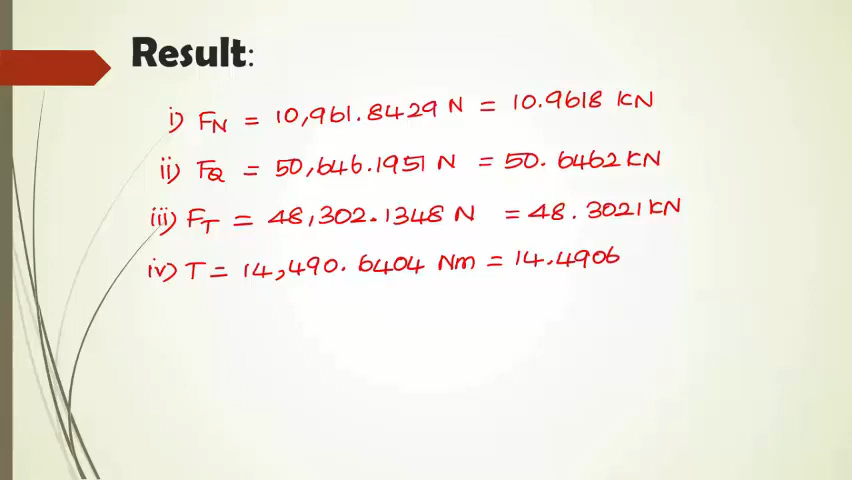 Result:
i) FN = 10,961.8429 N = 10.9618 KN
ii) FQ = 50,646.1951 N = 50.6462 KN
iii) FT = 48,302.1348 N = 48.3021 KN
iv) T = 14,490.6404 Nm = 14.4906